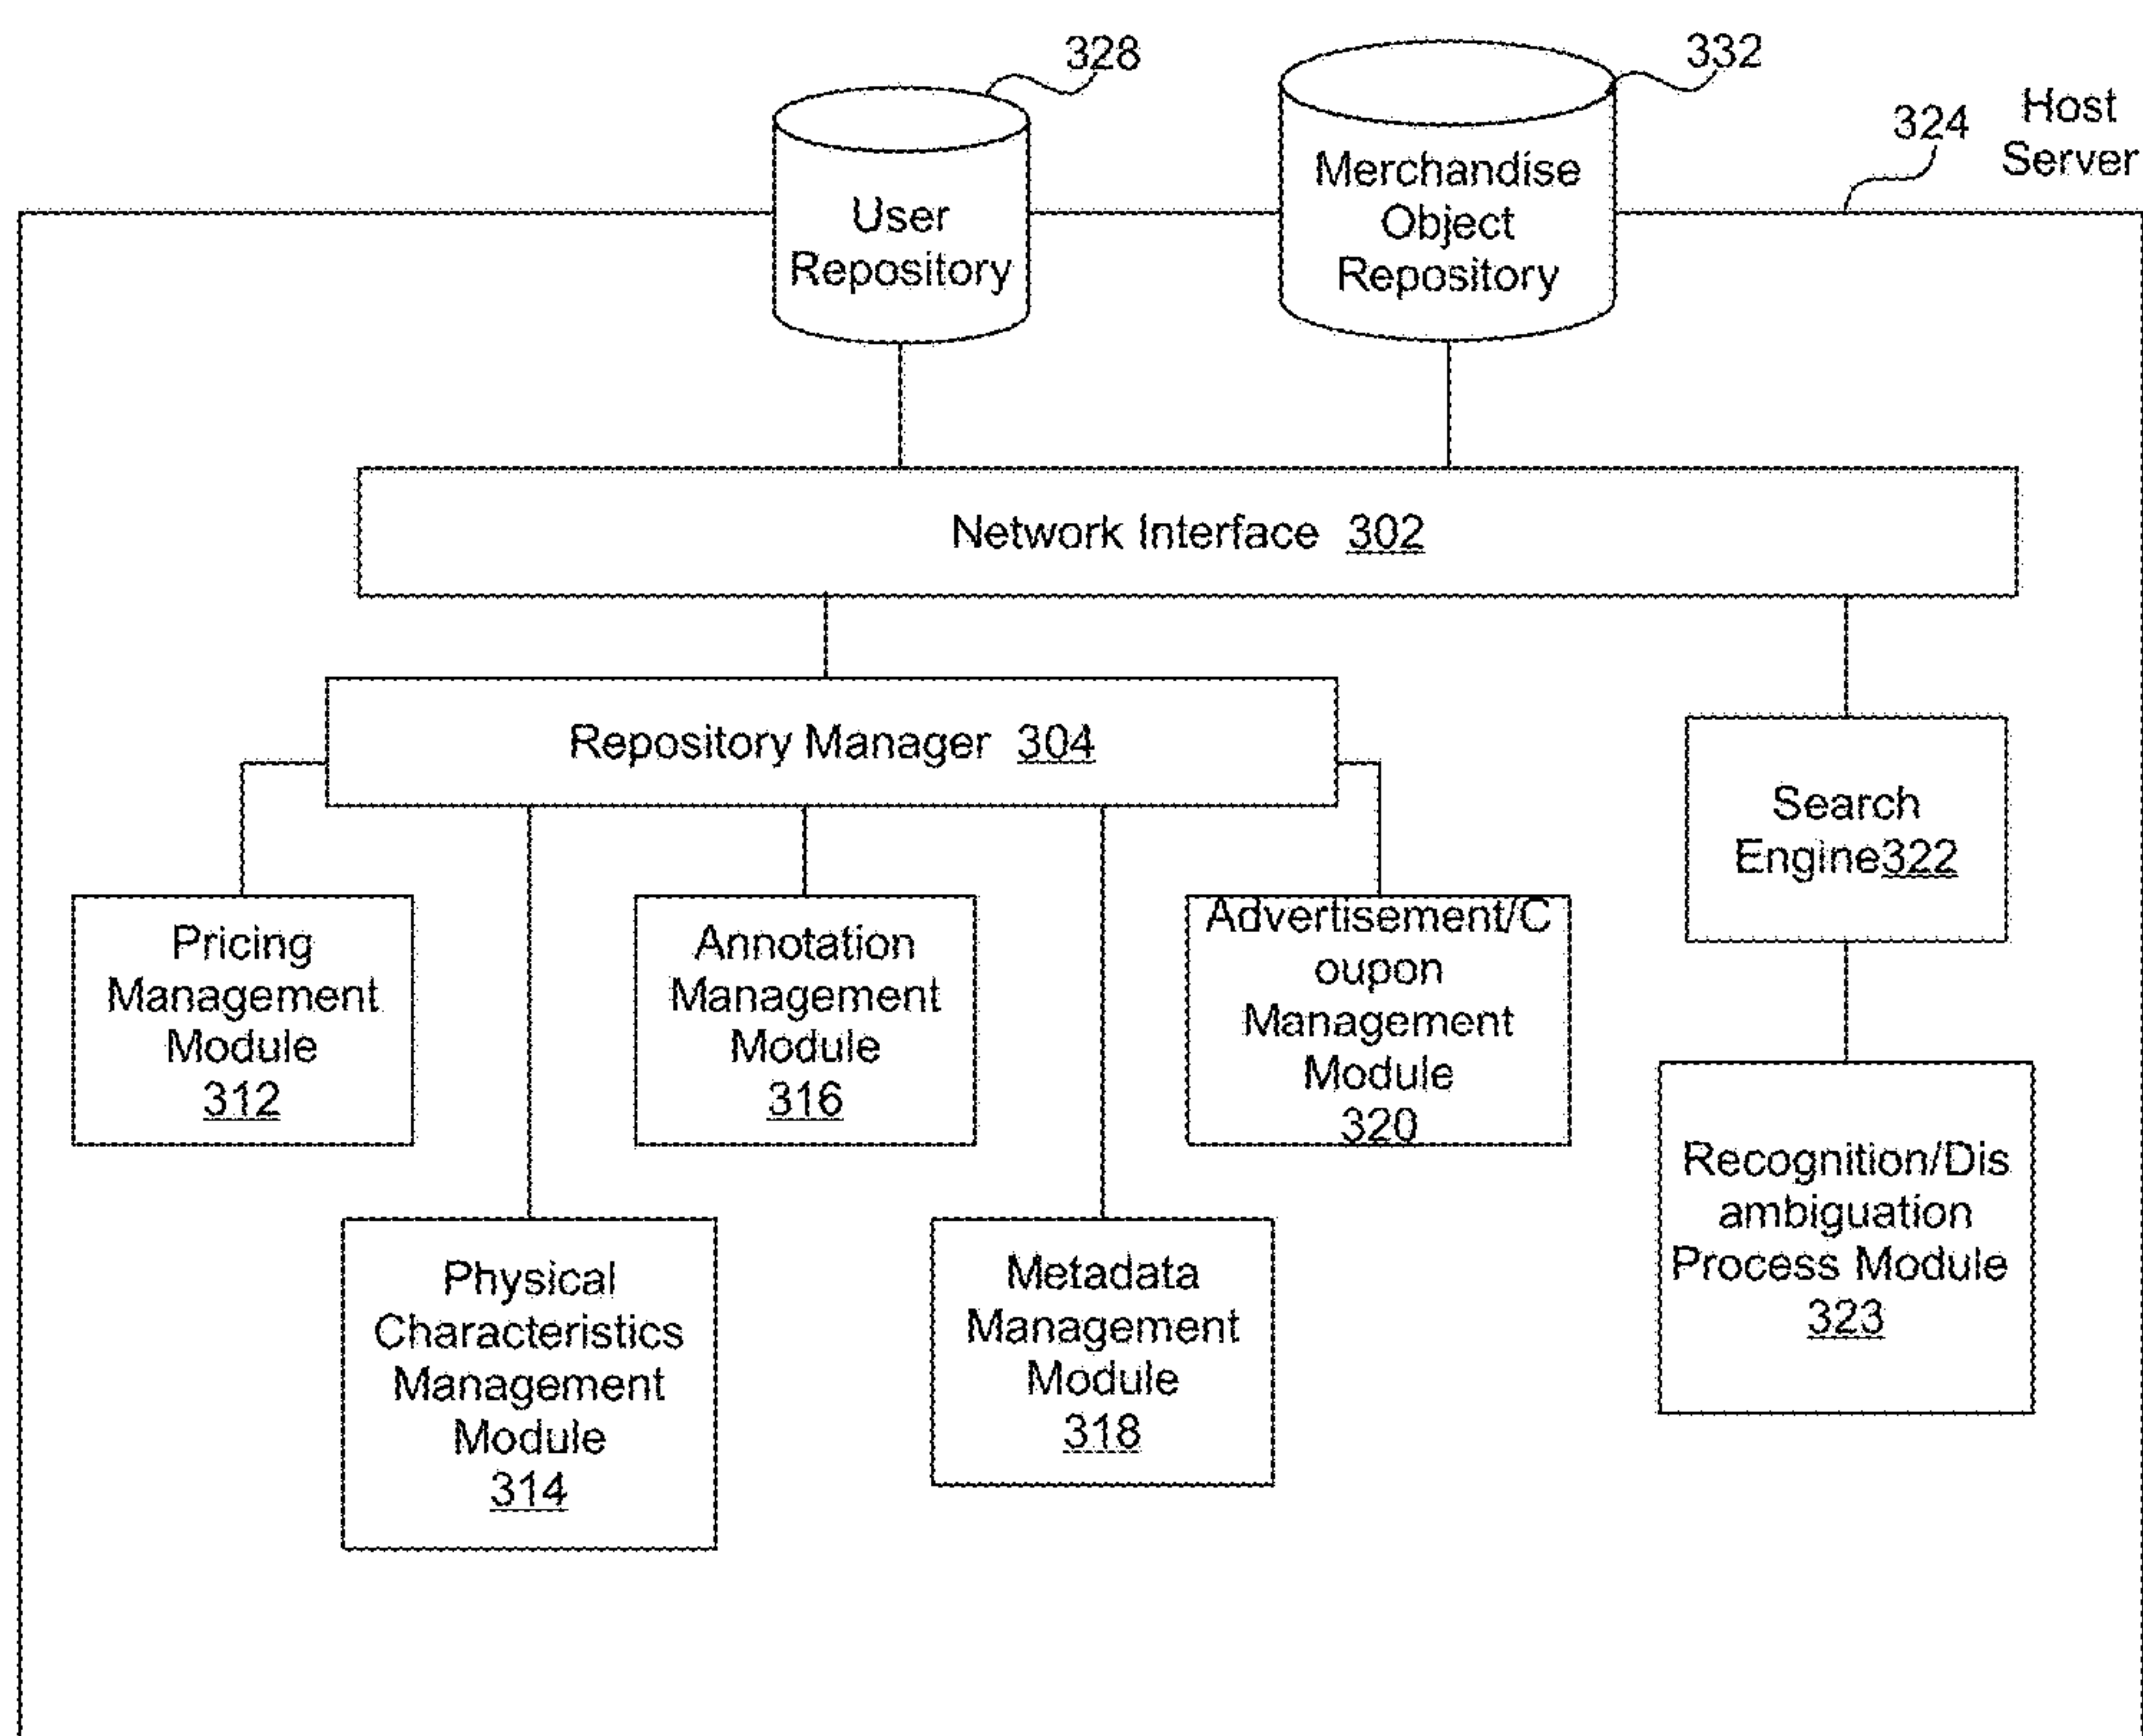 328
332
324
Host
Server
User
Repository
Merchandise
Object
Repository
Network Interface 302
Repository Manager 304
Search
Engine322
Pricing
Management
Module
312
Annotation
Management
Module
316
Advertisement/C
oupon
Management
Module
320
Recognition/Dis
ambiguation
Process Module
323
Physical
Characteristics
Management
Module
314
Metadata
Management
Module
318